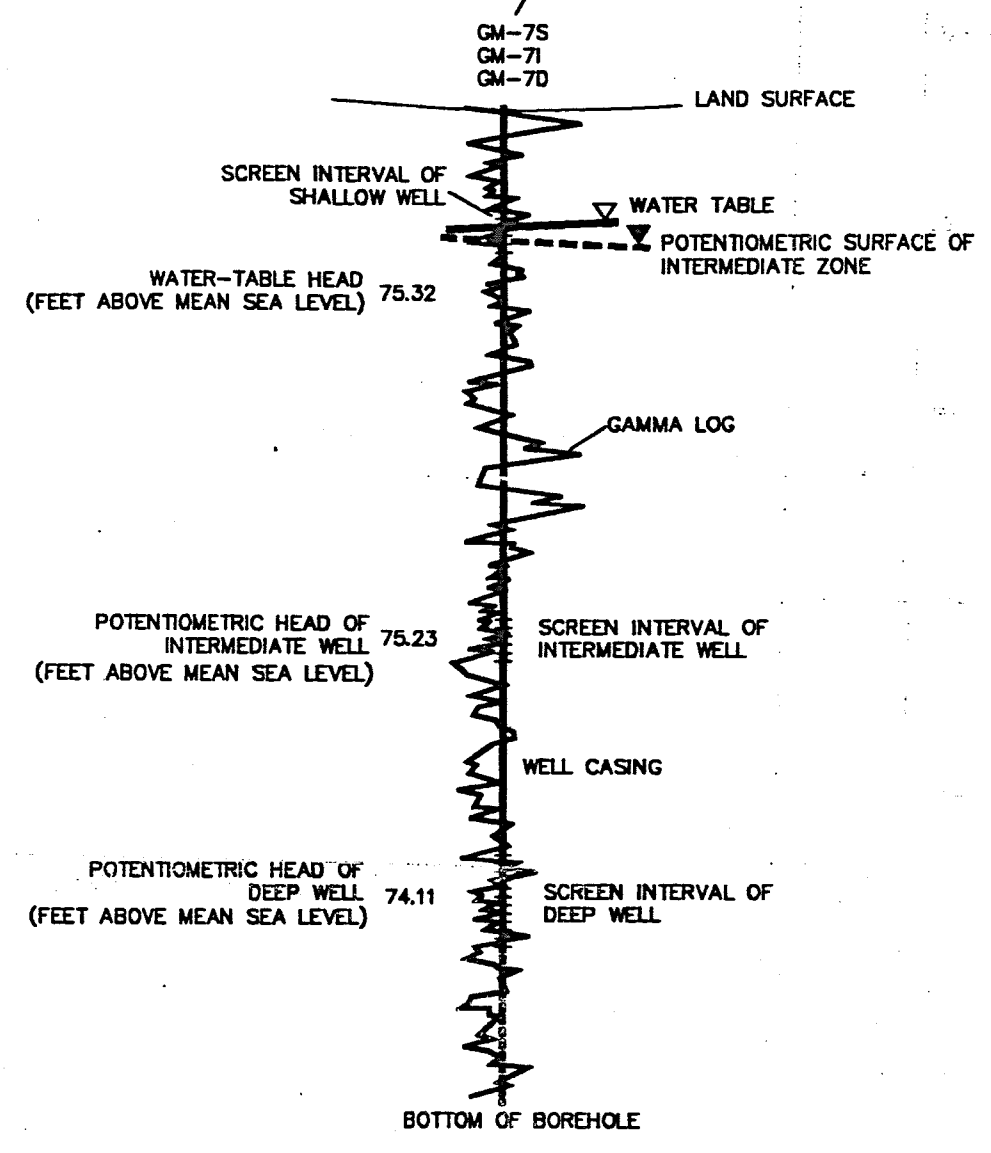 GM-7S
GM-7I
GM-7D
LAND SURFACE
SCREEN INTERVAL OF
SHALLOW WELL
WATER TABLE
POTENTIOMETRIC SURFACE OF
INTERMEDIATE ZONE
WATER-TABLE HEAD
(FEET ABOVE MEAN SEA LEVEL) 75.32
GAMMA LOG
POTENTIOMETRIC HEAD OF
INTERMEDIATE WELL 75.23
(FEET ABOVE MEAN SEA LEVEL)
SCREEN INTERVAL OF
INTERMEDIATE WELL
WELL CASING
POTENTIOMETRIC HEAD OF
DEEP WELL 74.11
(FEET ABOVE MEAN SEA LEVEL)
SCREEN INTERVAL OF
DEEP WELL
BOTTOM OF BOREHOLE